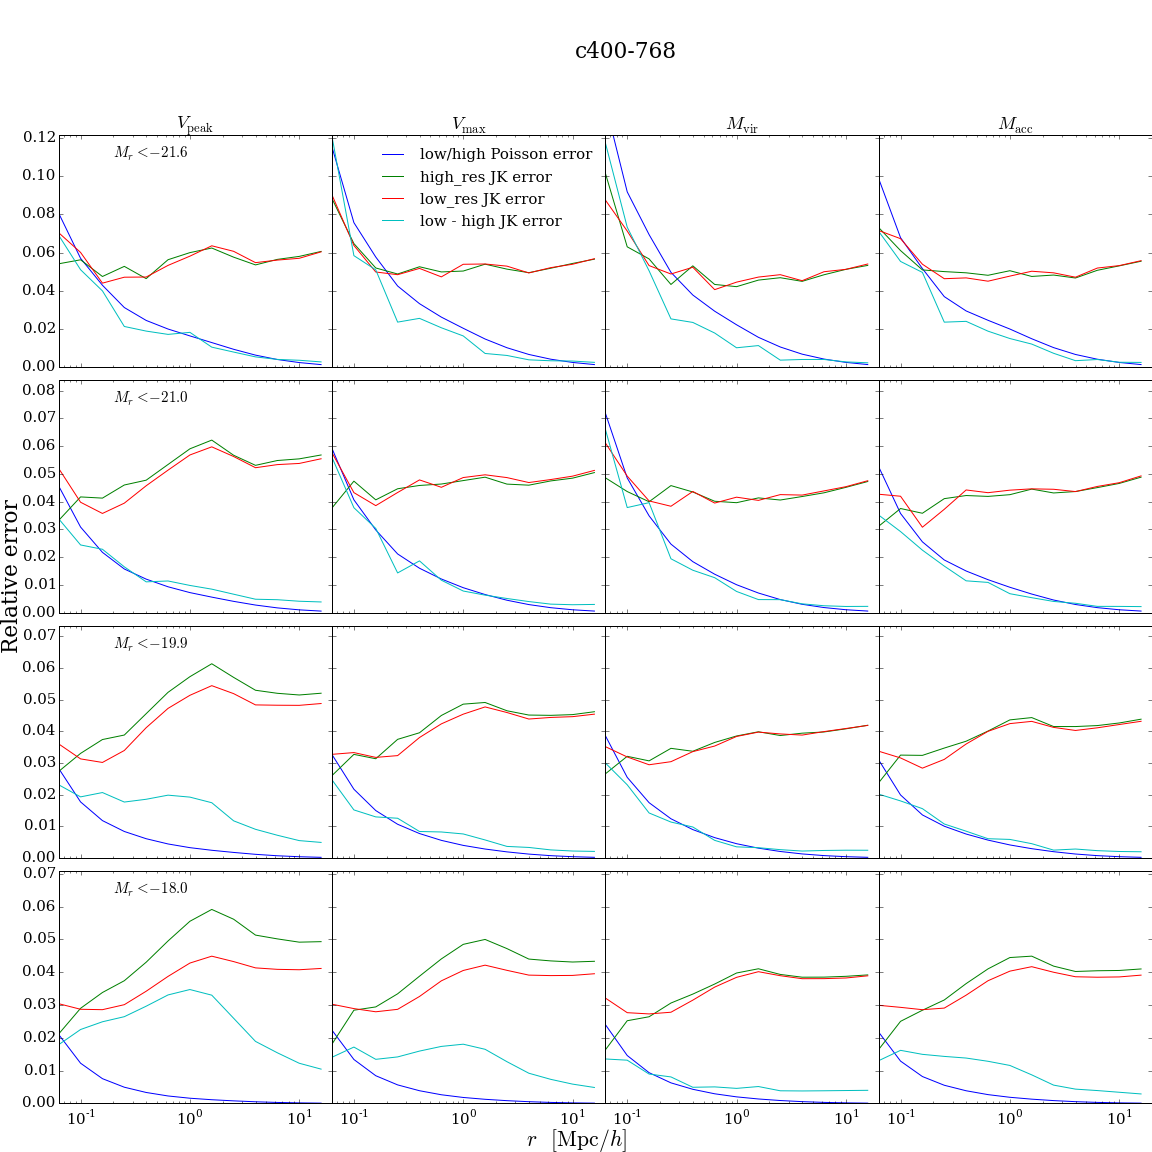 c400-768
V_peak V_max M_vir M_acc
M_r <−21.6
low/high Poisson error
high_res JK error
low_res JK error
low - high JK error
0.12
0.10
0.08
0.06
0.04
0.02
0.00
M_r <−21.0
0.08
0.07
0.06
0.05
0.04
0.03
0.02
0.01
0.00
Relative error
M_r <−19.9
0.07
0.06
0.05
0.04
0.03
0.02
0.01
0.00
M_r <−18.0
0.07
0.06
0.05
0.04
0.03
0.02
0.01
0.00
10^-1 10^0 10^1 10^-1 10^0 10^1 10^-1 10^0 10^1 10^-1 10^0 10^1
r [Mpc/h]